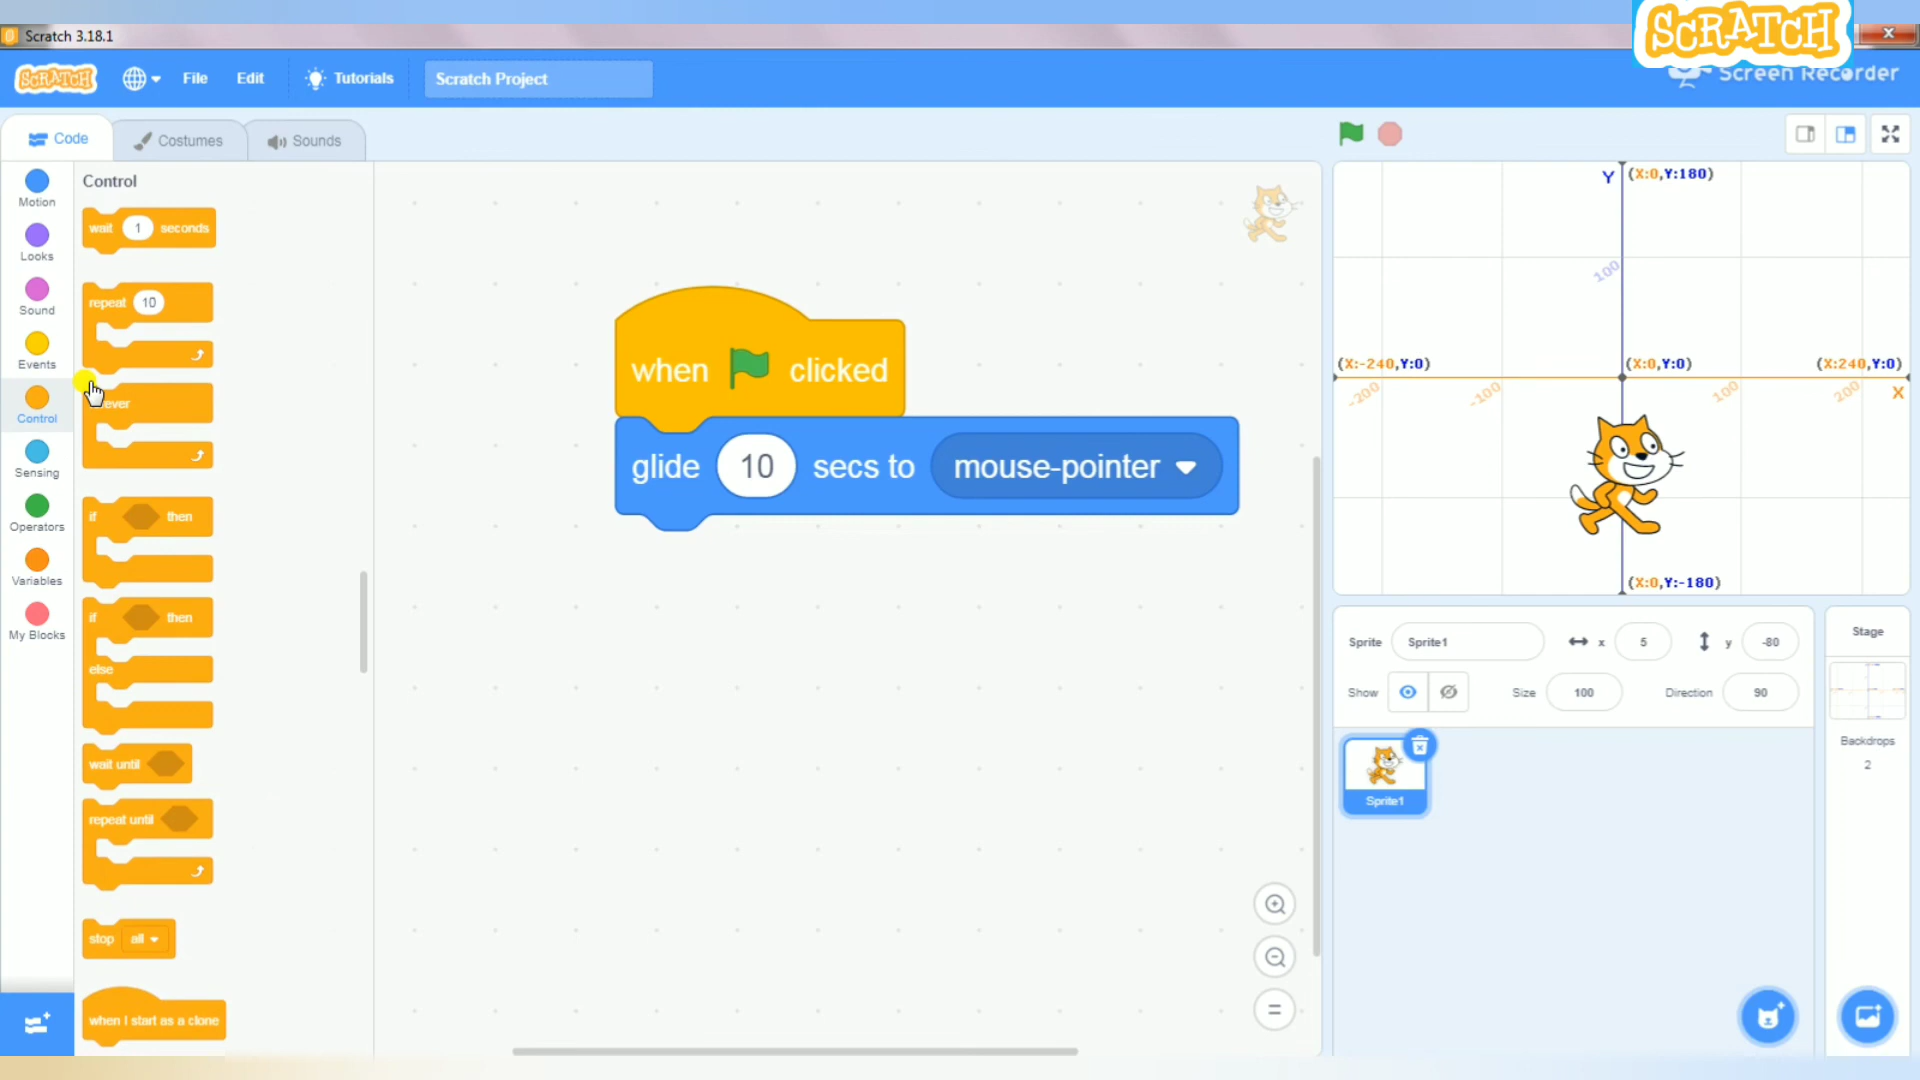 Scratch 3.18.1
SCRATCH
SCRATCH
File
Edit
Tutorials
Scratch Project
Screen Recorder
Code
Costumes
Sounds
Motion
Looks
Sound
Events
Control
Sensing
Operators
Variables
My Blocks
Control
wait 1 seconds
repeat 10
ever
if then
if then
else
wait until
repeat until
stop all
when I start as a clone
when clicked
glide 10 secs to mouse-pointer
Y (X:0,Y:180)
100
(X:-240,Y:0) (X:0,Y:0) (X:240,Y:0)
-200 -100 100 200 X
(X:0,Y:-180)
Sprite Sprite1 x 5 y -80
Show Size 100 Direction 90
Sprite1
Stage
Backdrops
2